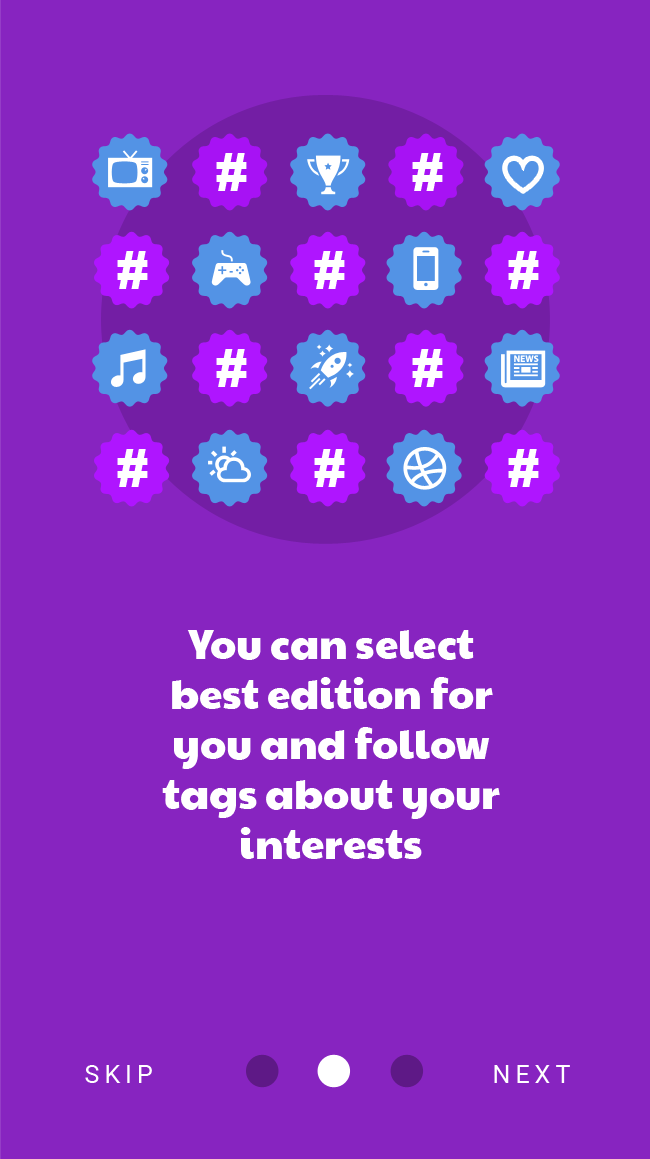 # #
# # #
# # NEWS
# # #
You can select
best edition for
you and follow
tags about your
interests
SKIP NEXT